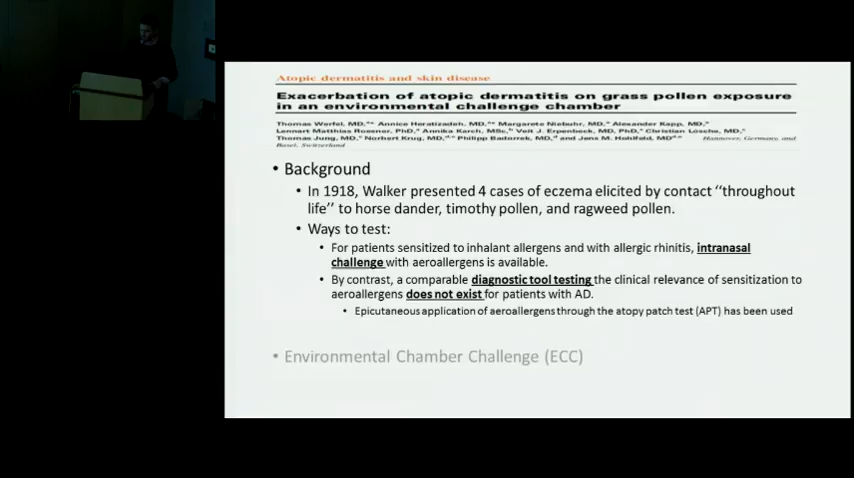 Atopic dermatitis and skin disease
Exacerbation of atopic dermatitis on grass pollen exposure
in an environmental challenge chamber
Thomas Werfel, MD, Annice Heratizadeh, MD, Margarete Niebuhr, MD, Alexander Kapp, MD,
Lennart Matthias Roesner, PhD, Annika Karch, MSc, Veit J. Erpenbeck, MD, PhD, Christian Lösche, MD,
Thomas Jung, MD, Norbert Krug, MD, Philipp Badorrek, MD, and Jens M. Hohlfeld, MD Hannover, Germany, and
Basel, Switzerland
• Background
• In 1918, Walker presented 4 cases of eczema elicited by contact ‘‘throughout
life’’ to horse dander, timothy pollen, and ragweed pollen.
• Ways to test:
• For patients sensitized to inhalant allergens and with allergic rhinitis, intranasal
challenge with aeroallergens is available.
• By contrast, a comparable diagnostic tool testing the clinical relevance of sensitization to
aeroallergens does not exist for patients with AD.
• Epicutaneous application of aeroallergens through the atopy patch test (APT) has been used
• Environmental Chamber Challenge (ECC)